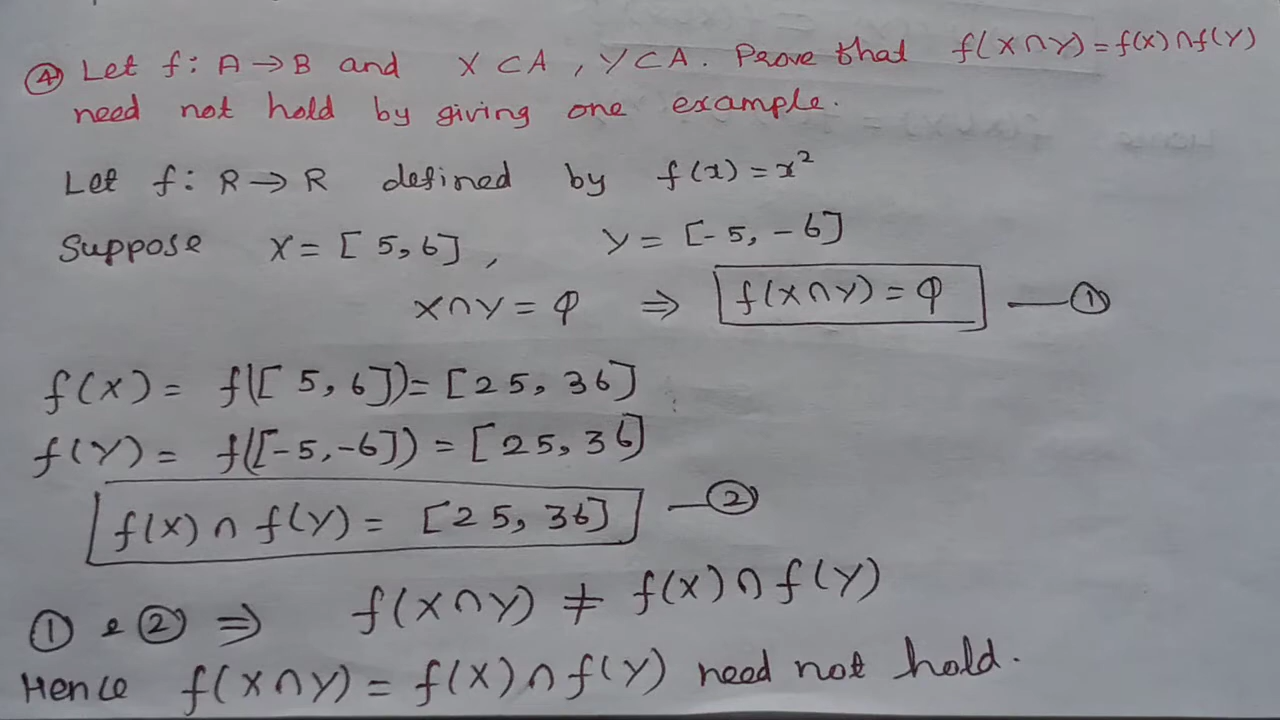 ④ Let f: A→B and X⊂A, Y⊂A. Prove that f(X∩Y)=f(X)∩f(Y)
need not hold by giving one example.
Let f: R→R defined by f(x)=x²
Suppose X=[5,6], Y=[-5,-6]
X∩Y=φ ⇒ f(X∩Y)=φ —①
f(X)= f([5,6])=[25,36]
f(Y)= f([-5,-6])=[25,36]
f(X)∩f(Y)= [25,36] —②
① & ② ⇒ f(X∩Y) ≠ f(X)∩f(Y)
Hence f(X∩Y)=f(X)∩f(Y) need not hold.